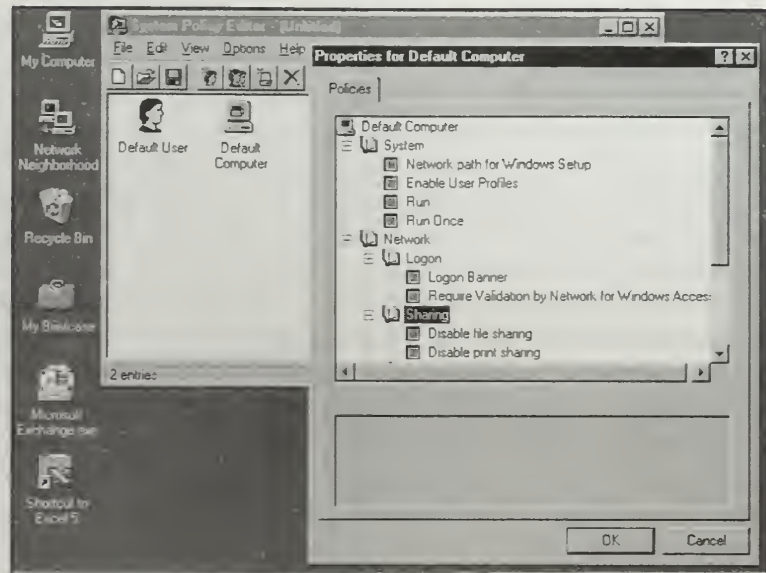 System Policy Editor - (Untitled)
File Edit View Options Help
Default User
Default Computer
2 entries
My Computer
Network Neighborhood
Recycle Bin
My Briefcase
Microsoft Exchange.exe
Shortcut to Excel 5
Properties for Default Computer
Policies
Default Computer
System
Network path for Windows Setup
Enable User Profiles
Run
Run Once
Network
Logon
Logon Banner
Require Validation by Network for Windows Acces
Sharing
Disable file sharing
Disable print sharing
OK
Cancel